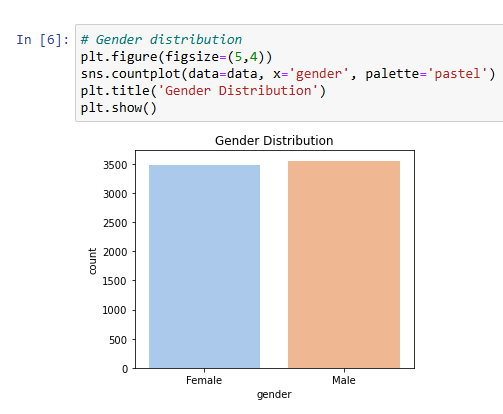 In [6]: # Gender distribution
plt.figure(figsize=(5,4))
sns.countplot(data=data, x='gender', palette='pastel')
plt.title('Gender Distribution')
plt.show()
Gender Distribution
3500
3000
2500
2000
1500
1000
500
0
count
Female Male
gender